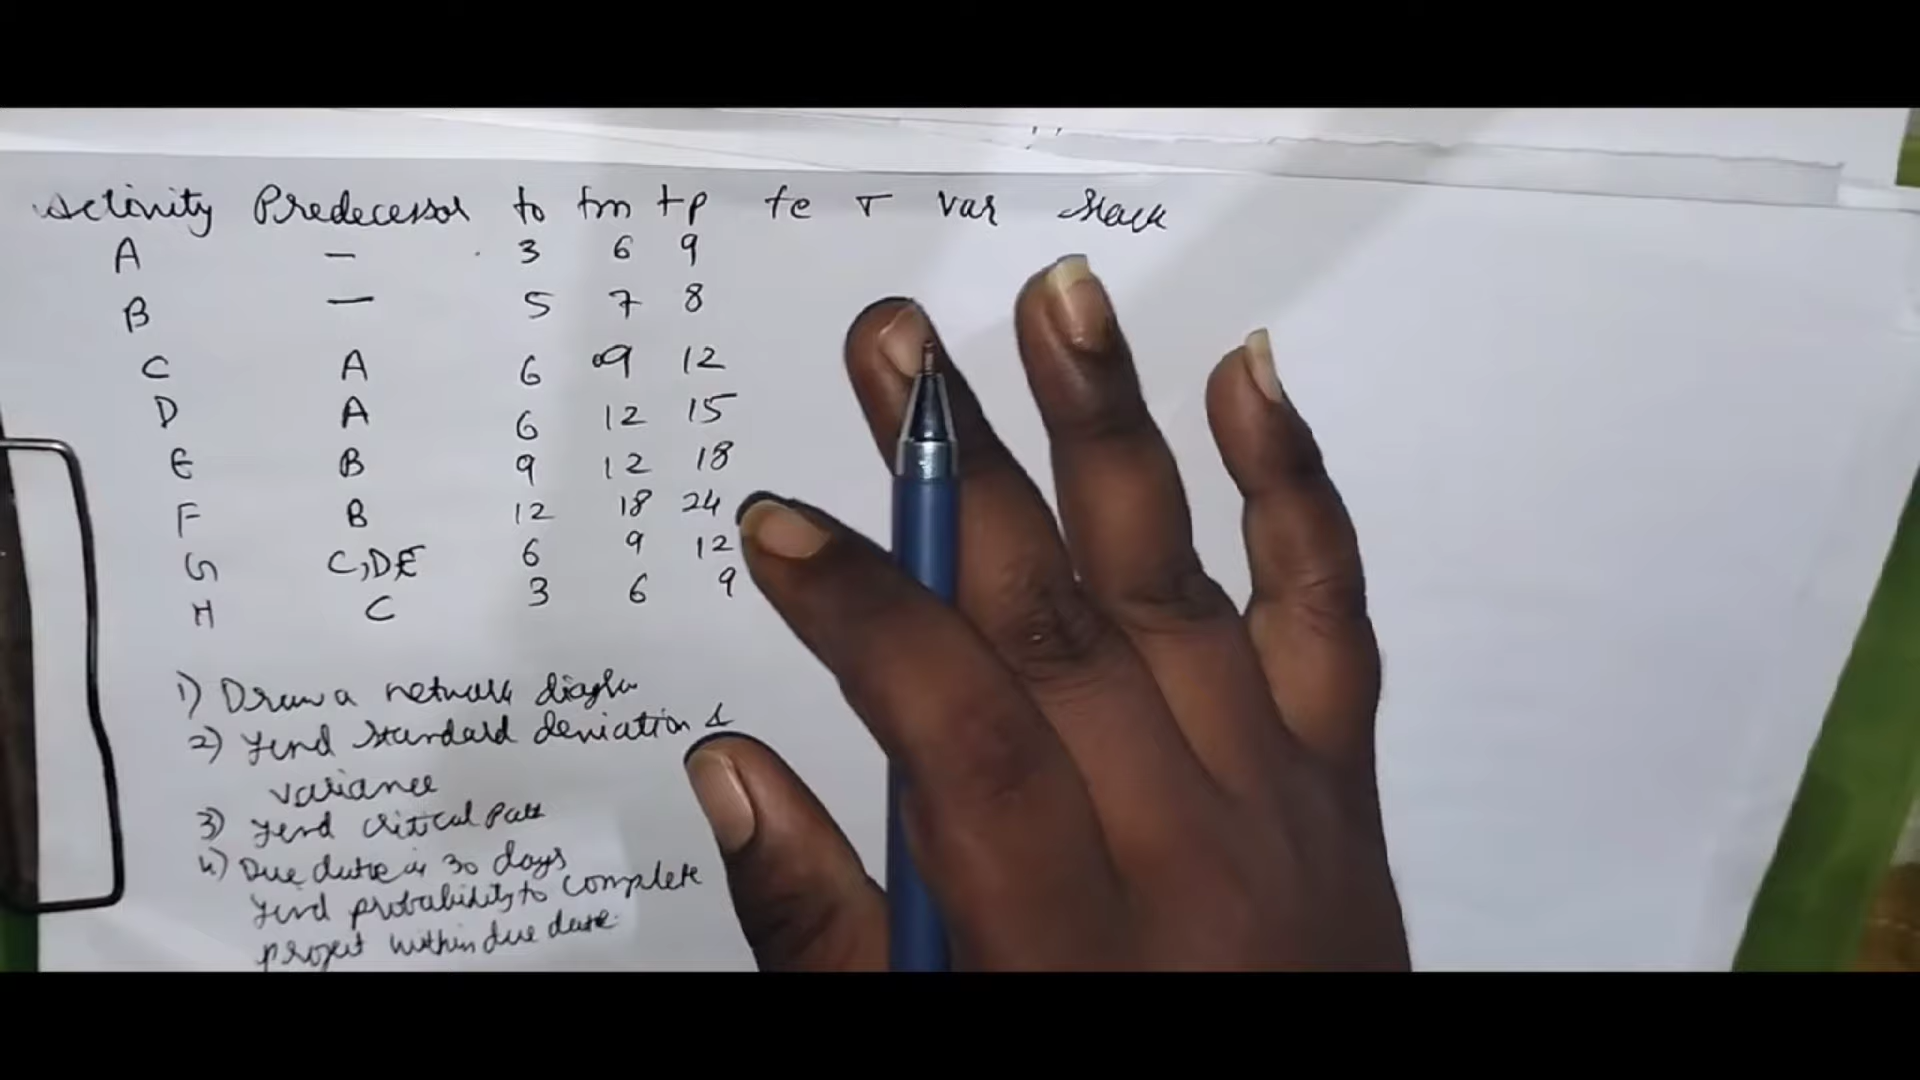 Activity Predecessor to tm tp te σ Var Slack
A — 3 6 9
B — 5 7 8
C A 6 9 12
D A 6 12 15
E B 9 12 18
F B 12 18 24
G C,D,E 6 9 12
H C 3 6 9
1) Draw a network
2) Find standard deviation &
variance
3) Find critical Path
4) Due date is 30 days
Find probability to complete
project within due date.